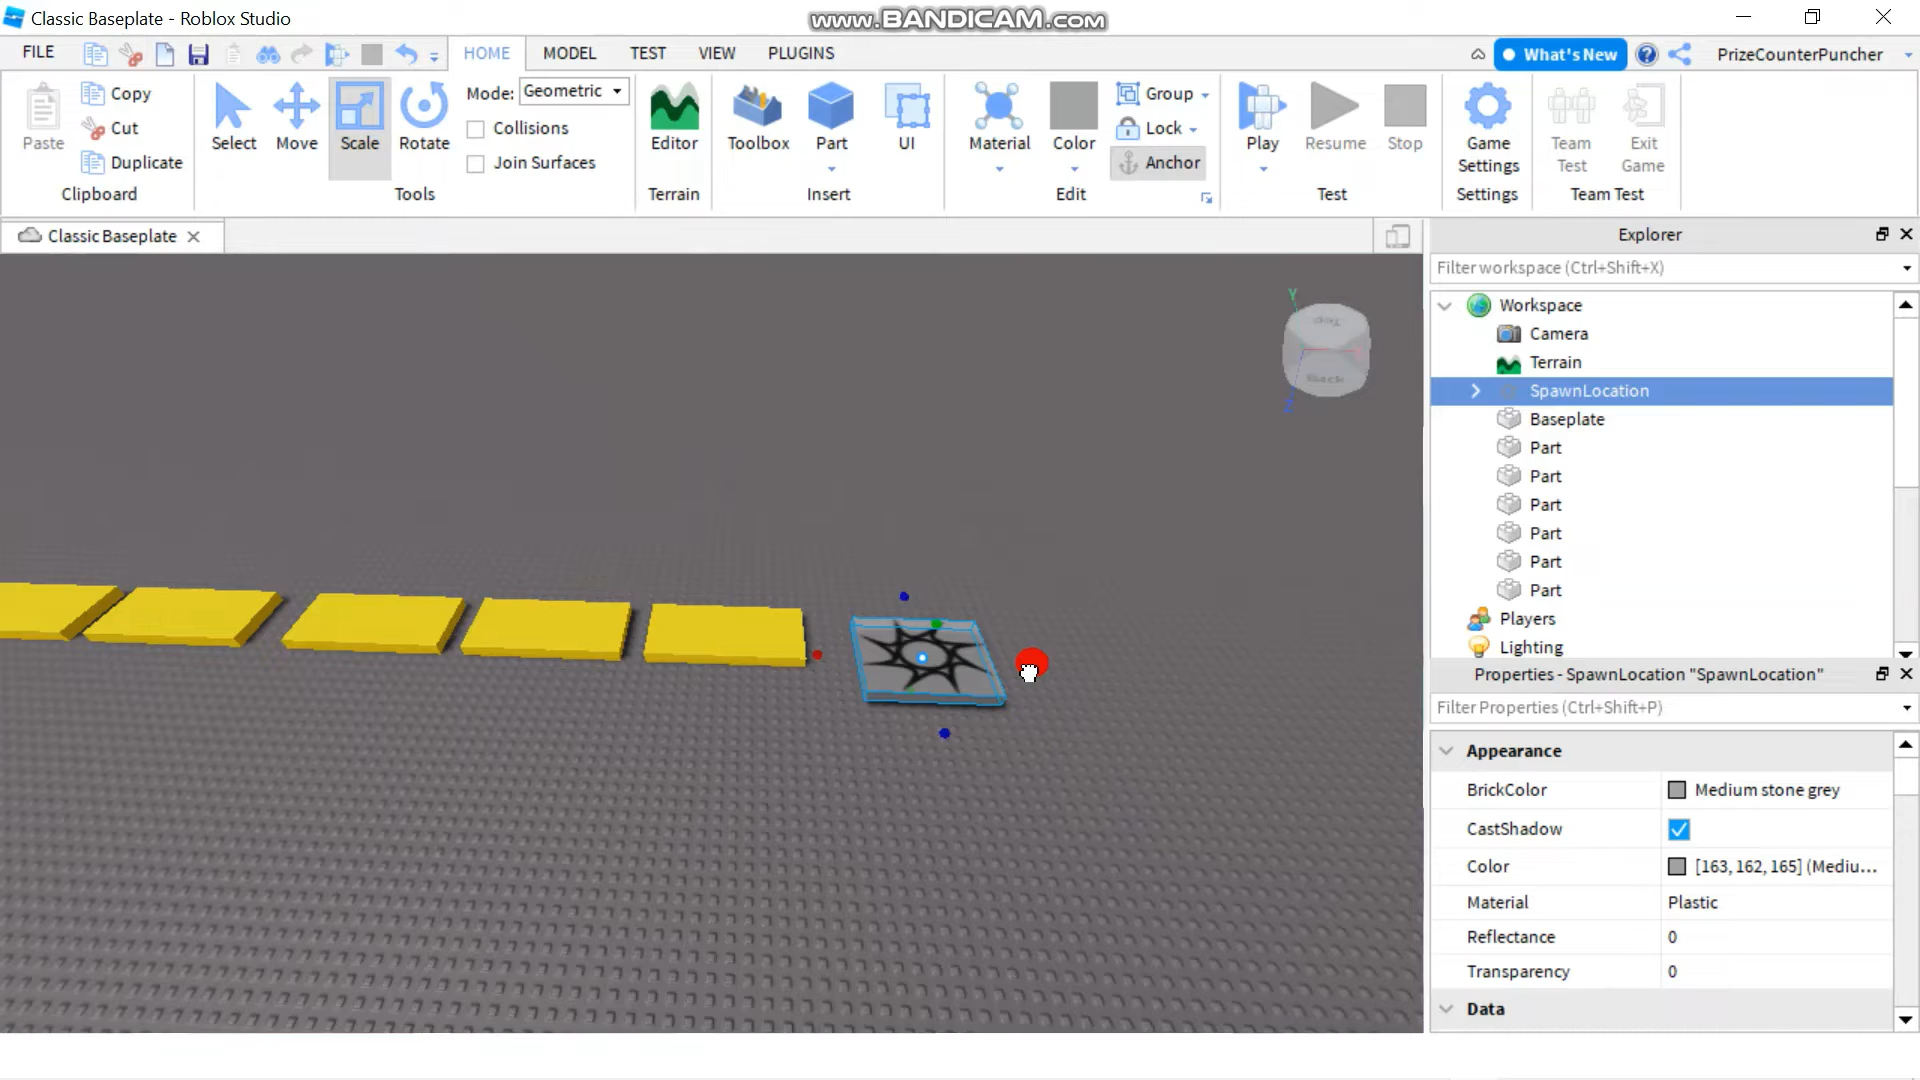 Classic Baseplate - Roblox Studio
www.BANDICAM.com
FILE
HOME
MODEL
TEST
VIEW
PLUGINS
What's New
PrizeCounterPuncher
Paste
Copy
Cut
Duplicate
Clipboard
Select
Move
Scale
Rotate
Mode:
Geometric
Collisions
Join Surfaces
Tools
Editor
Terrain
Toolbox
Part
UI
Insert
Material
Color
Group
Lock
Anchor
Edit
Play
Resume
Stop
Test
Game
Settings
Settings
Team
Test
Exit
Game
Team Test
Classic Baseplate
Y
Top
Back
Z
Explorer
Filter workspace (Ctrl+Shift+X)
Workspace
Camera
Terrain
SpawnLocation
Baseplate
Part
Part
Part
Part
Part
Part
Players
Lighting
Properties - SpawnLocation "SpawnLocation"
Filter Properties (Ctrl+Shift+P)
Appearance
BrickColor
Medium stone grey
CastShadow
Color
[163, 162, 165] (Mediu...
Material
Plastic
Reflectance
0
Transparency
0
Data